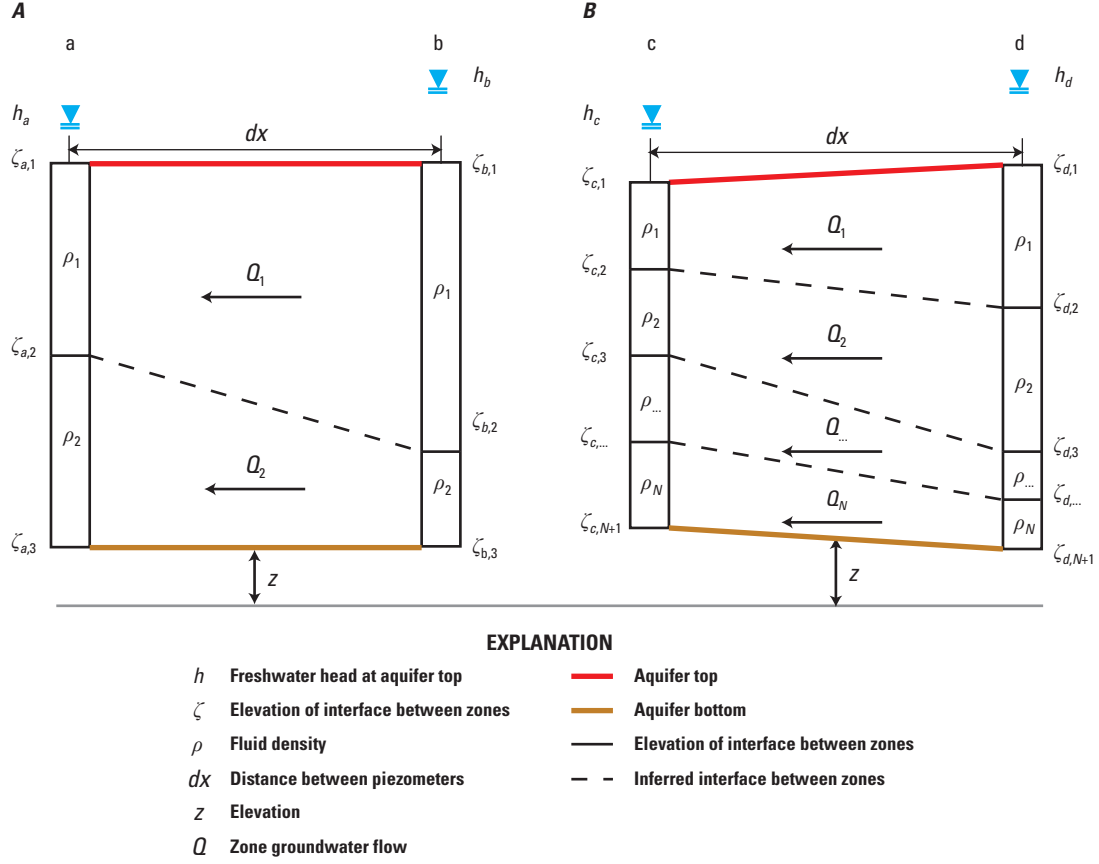 A B
a b c d
h_b h_d
h_a h_c
dx dx
ζ_a,1 ζ_b,1 ζ_c,1 ζ_d,1
ρ_1 Q_1 ρ_1 ρ_1 Q_1 ρ_1
ζ_a,2 ζ_b,2 ζ_c,2 ζ_d,2
ρ_2 Q_2 ρ_2 ρ_2 Q_2 ρ_2
ζ_c,3 ζ_d,3
ρ_... Q_... ρ_...
ζ_c,... ζ_d,...
ρ_N Q_N ρ_N
ζ_a,3 ζ_b,3 ζ_c,N+1 ζ_d,N+1
z z
EXPLANATION
h Freshwater head at aquifer top
ζ Elevation of interface between zones
ρ Fluid density
dx Distance between piezometers
z Elevation
Q Zone groundwater flow
Aquifer top
Aquifer bottom
Elevation of interface between zones
Inferred interface between zones